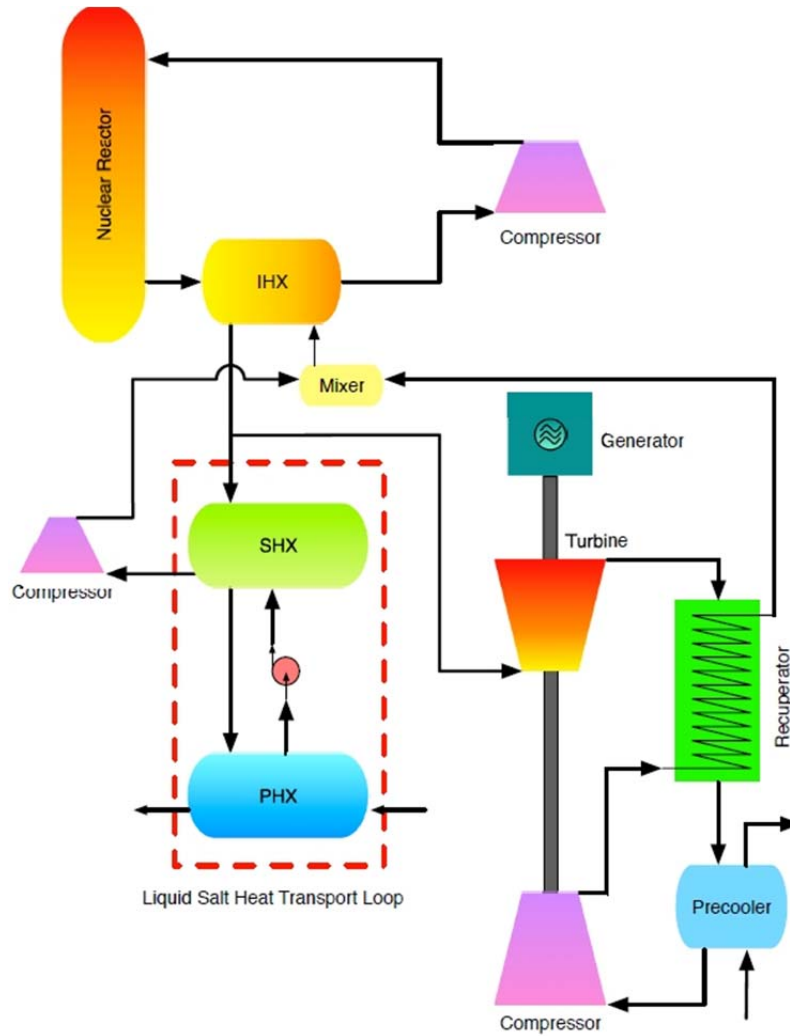 Nuclear Reactor
Compressor
IHX
Mixer
Generator
SHX
Turbine
Compressor
Recuperator
PHX
Liquid Salt Heat Transport Loop
Precooler
Compressor